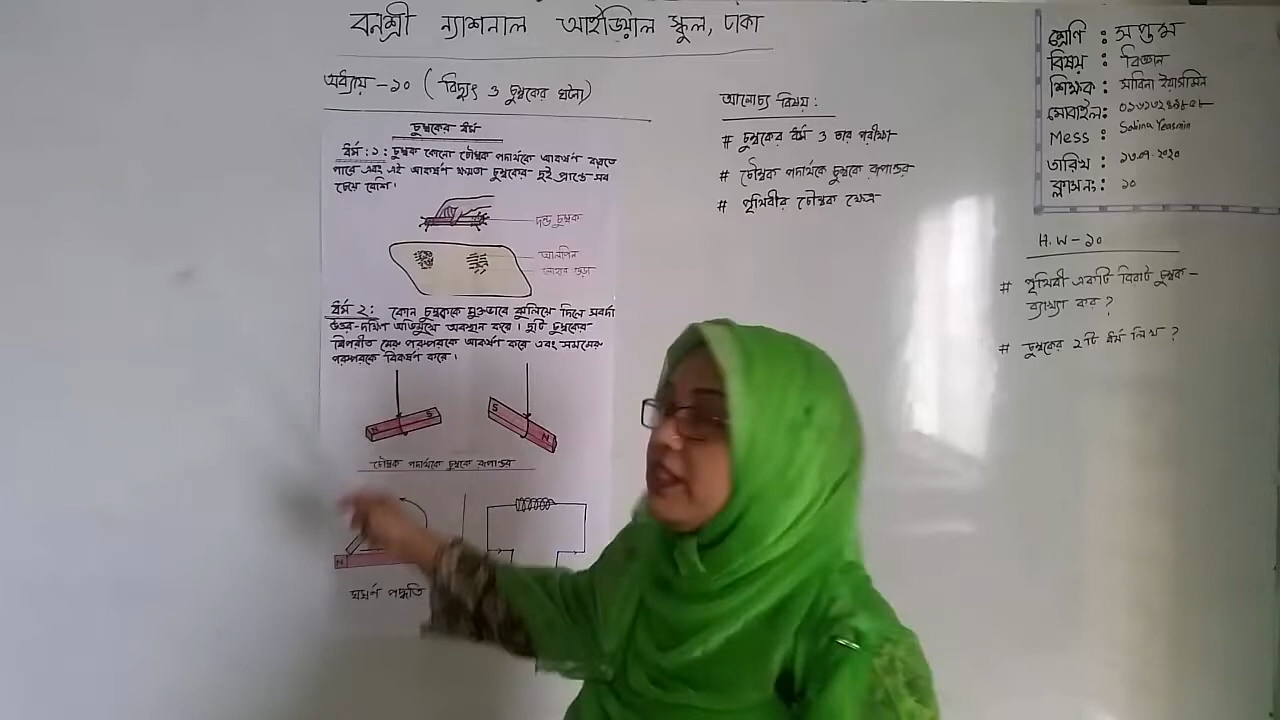 বনশ্রী ন্যাশনাল আইডিয়াল স্কুল, ঢাকা
অধ্যায় -১০ ( বিদ্যুৎ ও চুম্বকের ঘটনা)
চুম্বকের ধর্ম
ধর্ম : ১ : চুম্বক কোনো চৌম্বক পদার্থকে আকর্ষণ করতে
পারে এবং এই আকর্ষণ ক্ষমতা চুম্বকের দুই প্রান্তে সব
চেয়ে বেশি।
দন্ড চুম্বক
আলপিন
লোহার গুড়া
ধর্ম ২ : কোন চুম্বককে মুক্তভাবে ঝুলিয়ে দিলে সবর্দা
উত্তর-দক্ষিণ অভিমুখে অবস্থান করে। দুটি চুম্বকের
বিপরীত মেরু পরস্পরকে আকর্ষণ করে এবং সমমেরু
পরস্পরকে বিকর্ষণ করে।
N S
S N
চৌম্বক পদার্থকে চুম্বকে রূপান্তর
N
ঘর্ষণ পদ্ধতি
আলোচ্য বিষয় :
# চুম্বকের ধর্ম ও তার পরীক্ষা
# চৌম্বক পদার্থকে চুম্বকে রূপান্তর
# পৃথিবীর চৌম্বক ক্ষেত্র
শ্রেণি : সপ্তম
বিষয় : বিজ্ঞান
শিক্ষক : সাবিনা ইয়াসমিন
মোবাইল:
Mess : Sabina Yeasmin
তারিখ :
ক্লাস নং : ১০
H.W - ১০
# পৃথিবী একটি বিরাট চুম্বক -
ব্যাখ্যা কর ?
# চুম্বকের ২টি ধর্ম লিখ ?